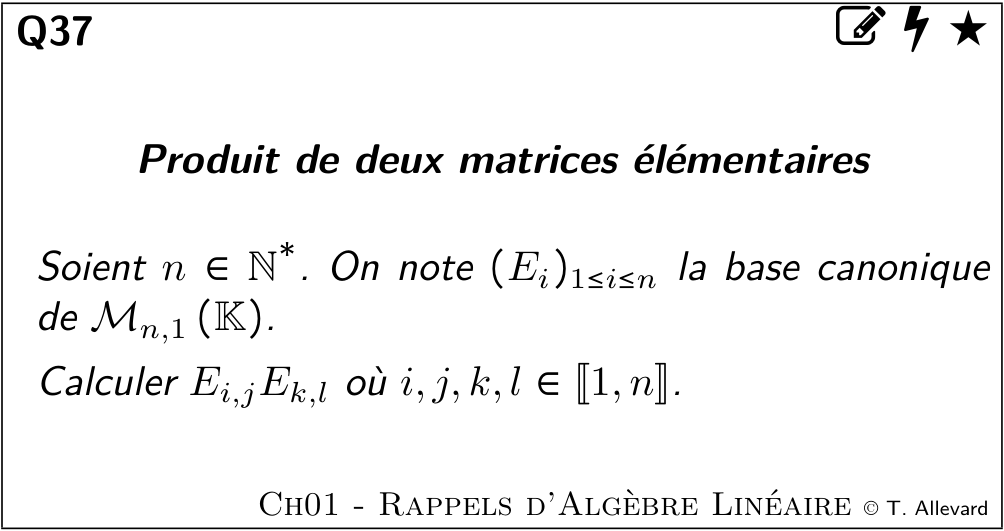 Q37
Produit de deux matrices élémentaires
Soient $n \in \mathbb{N}^*$. On note $(E_i)_{1 \leq i \leq n}$ la base canonique
de $\mathcal{M}_{n,1}(\mathbb{K})$.
Calculer $E_{i,j}E_{k,l}$ où $i, j, k, l \in [\![1, n]\!]$.
CH01 - RAPPELS D'ALGÈBRE LINÉAIRE © T. Allevard